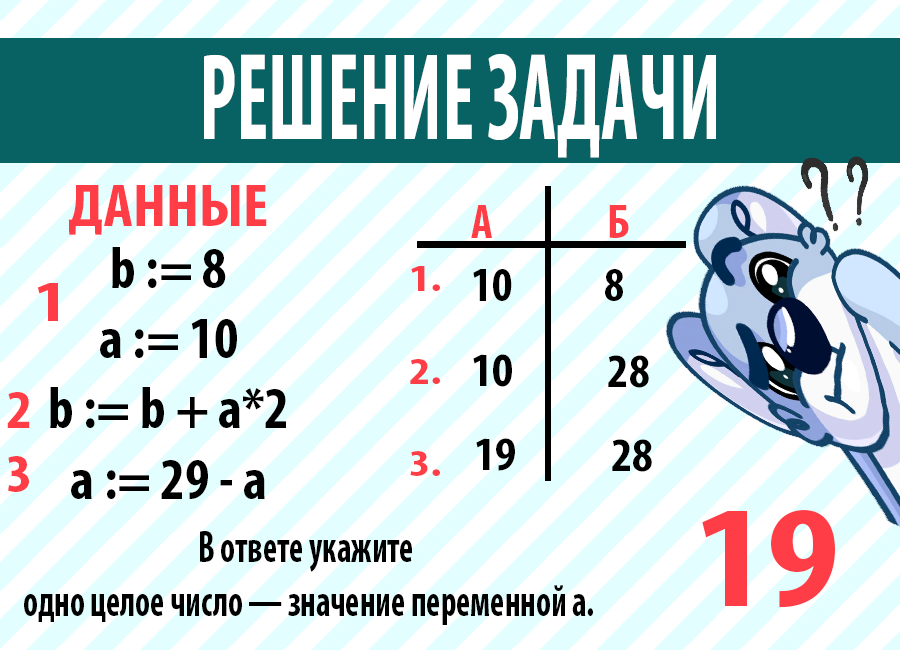 РЕШЕНИЕ ЗАДАЧИ
ДАННЫЕ
1
b := 8
a := 10
2 b := b + a*2
3 a := 29 - a
А Б
1. 10 8
2. 10 28
3. 19 28
??
В ответе укажите
одно целое число — значение переменной a.
19